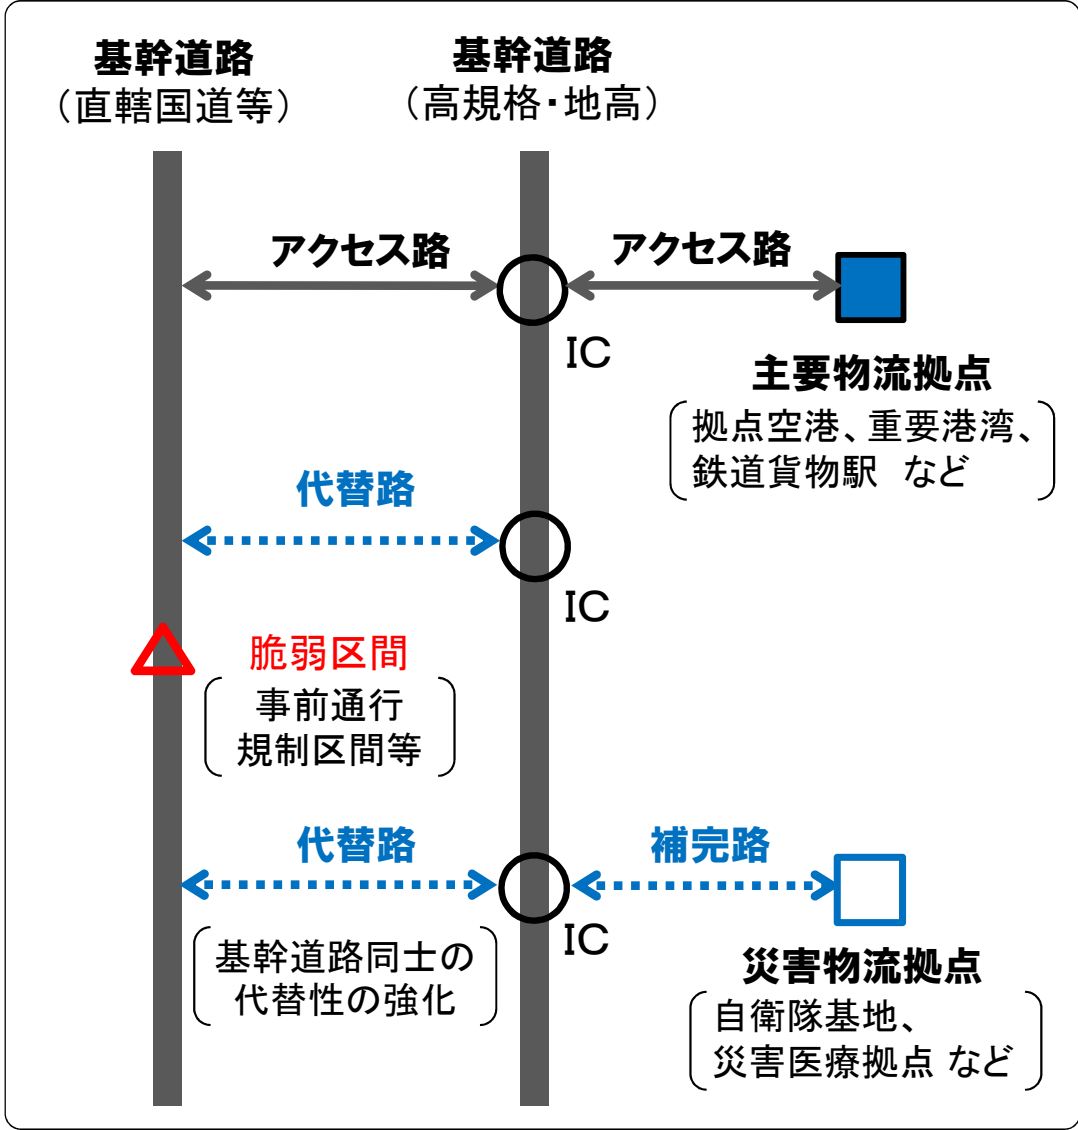 基幹道路
（直轄国道等）
基幹道路
（高規格・地高）
アクセス路
アクセス路
IC
主要物流拠点
拠点空港、重要港湾、
鉄道貨物駅 など
代替路
IC
脆弱区間
事前通行
規制区間等
代替路
補完路
IC
基幹道路同士の
代替性の強化
災害物流拠点
自衛隊基地、
災害医療拠点 など